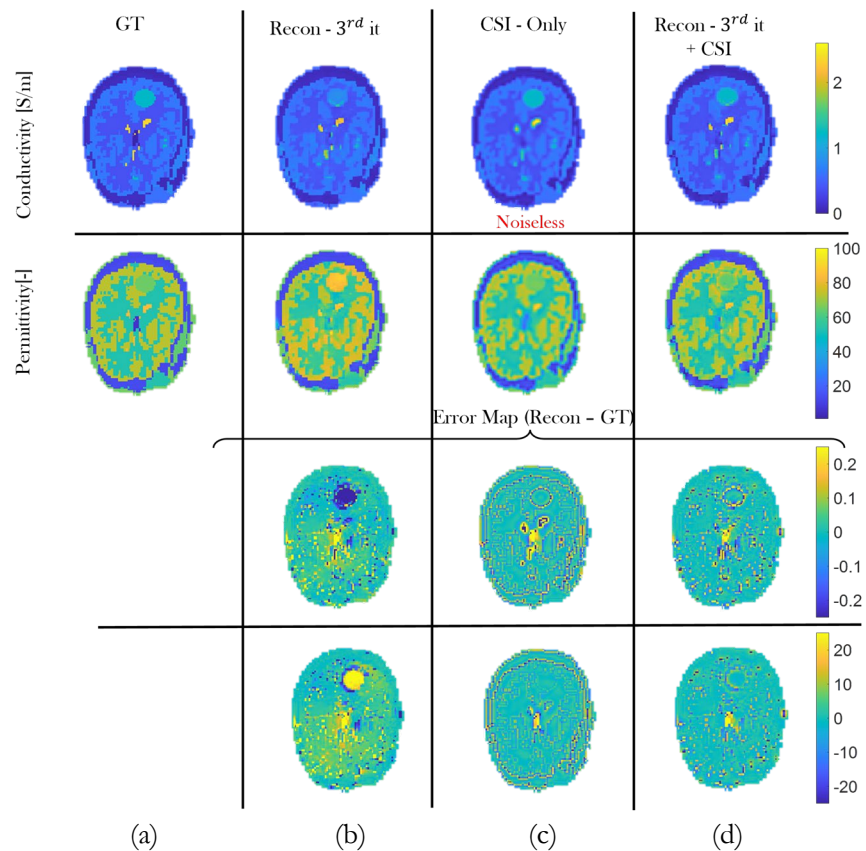 GT
Recon - 3rd it
CSI - Only
Recon - 3rd it
+ CSI
Conductivity [S/m]
2
1
0
Noiseless
Permittivity[-]
100
80
60
40
20
Error Map (Recon – GT)
0.2
0.1
0
-0.1
-0.2
20
10
0
-10
-20
(a)
(b)
(c)
(d)